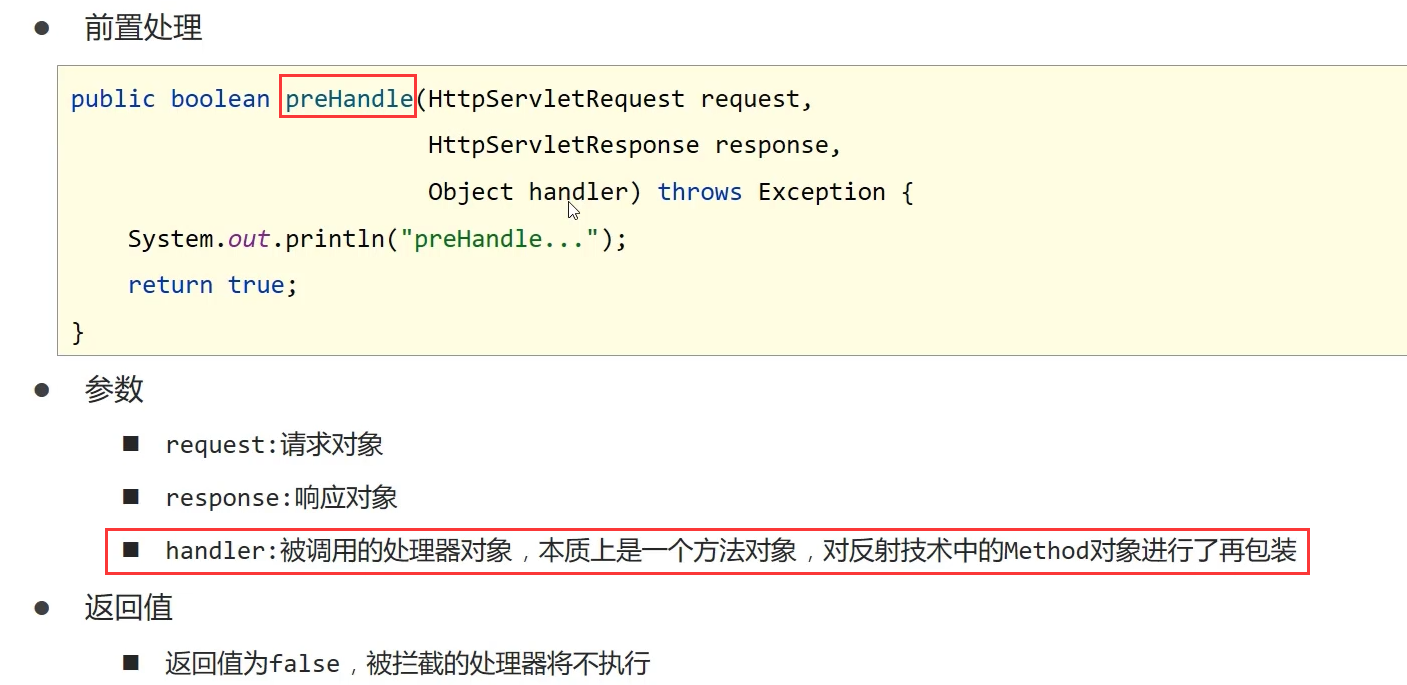 前置处理
public boolean preHandle(HttpServletRequest request,
HttpServletResponse response,
Object handler) throws Exception {
System.out.println("preHandle...");
return true;
}
参数
request:请求对象
response:响应对象
handler:被调用的处理器对象，本质上是一个方法对象，对反射技术中的Method对象进行了再包装
返回值
返回值为false，被拦截的处理器将不执行